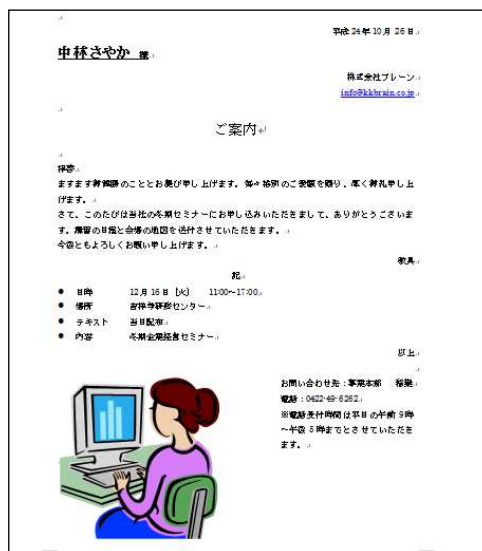 平成24年10月26日
中林さやか 様
株式会社ブレーン
info@kkbrain.co.jp
ご案内
拝啓
ますます御健勝のこととお慶び申し上げます。毎々格別のご愛顧を賜り、厚く御礼申し上
げます。
さて、このたびは当社の冬期セミナーにお申し込みいただきまして、ありがとうございま
す。講習の日程と会場の地図を送付させていただきます。
今後ともよろしくお願い申し上げます。
敬具
記
● 日時 12月16日(火) 11:00~17:00
● 場所 吉祥寺研修センター
● テキスト 当日配布
● 内容 冬期企業経営セミナー
以上
お問い合わせ先:事業本部 稲葉
電話:0422-49-6262
※電話受付時間は平日の午前9時
~午後5時までとさせていただき
ます。